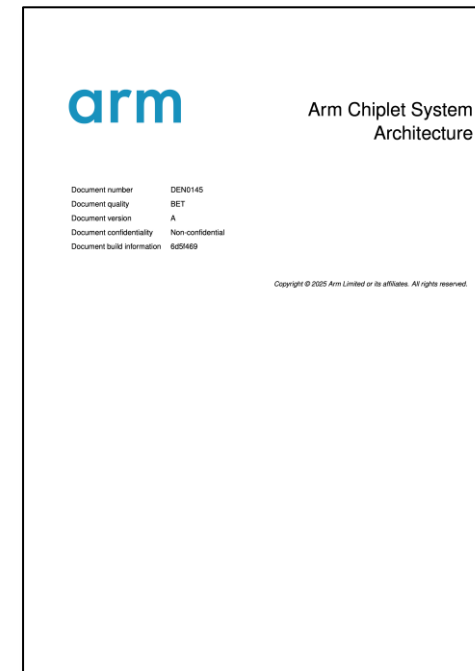 arm
Arm Chiplet System
Architecture
Document number DEN0145
Document quality BET
Document version A
Document confidentiality Non-confidential
Document build information 6d5f469
Copyright © 2025 Arm Limited or its affiliates. All rights reserved.